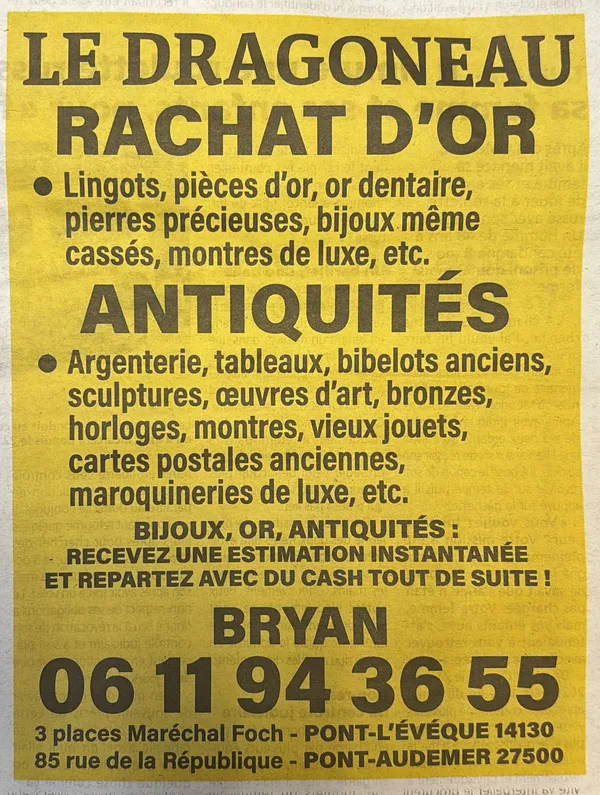 LE DRAGONEAU
RACHAT D'OR
● Lingots, pièces d'or, or dentaire,
pierres précieuses, bijoux même
cassés, montres de luxe, etc.
ANTIQUITÉS
● Argenterie, tableaux, bibelots anciens,
sculptures, œuvres d'art, bronzes,
horloges, montres, vieux jouets,
cartes postales anciennes,
maroquineries de luxe, etc.
BIJOUX, OR, ANTIQUITÉS :
RECEVEZ UNE ESTIMATION INSTANTANÉE
ET REPARTEZ AVEC DU CASH TOUT DE SUITE !
BRYAN
06 11 94 36 55
3 places Maréchal Foch - PONT-L'ÉVÉQUE 14130
85 rue de la République - PONT-AUDEMER 27500